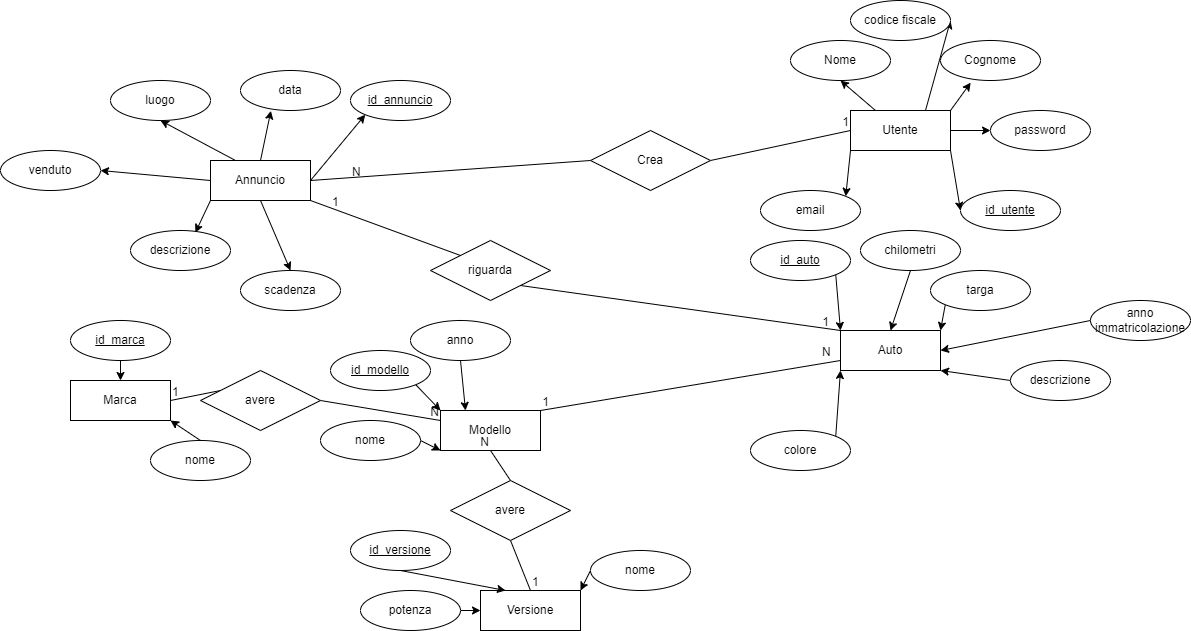 codice fiscale
Nome
Cognome
data
luogo
id_annuncio
1
Utente
password
Crea
venduto
N
Annuncio
1
email
id_utente
descrizione
chilometri
id_auto
riguarda
scadenza
targa
anno
immatricolazione
1
id_marca
anno
N
Auto
id_modello
descrizione
Marca
1
avere
1
N
Modello
nome
N
colore
nome
avere
id_versione
nome
1
potenza
Versione